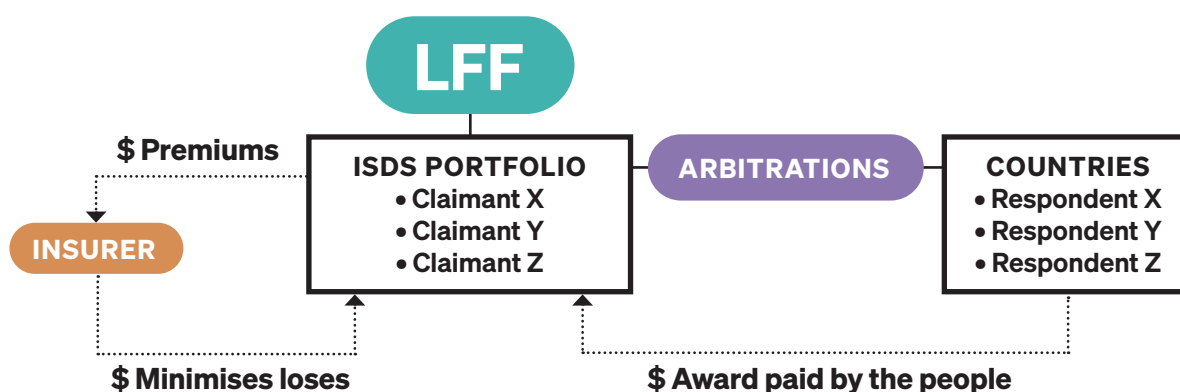 LFF
$ Premiums
ISDS PORTFOLIO
• Claimant X
• Claimant Y
• Claimant Z
ARBITRATIONS
COUNTRIES
• Respondent X
• Respondent Y
• Respondent Z
INSURER
$ Minimises loses
$ Award paid by the people